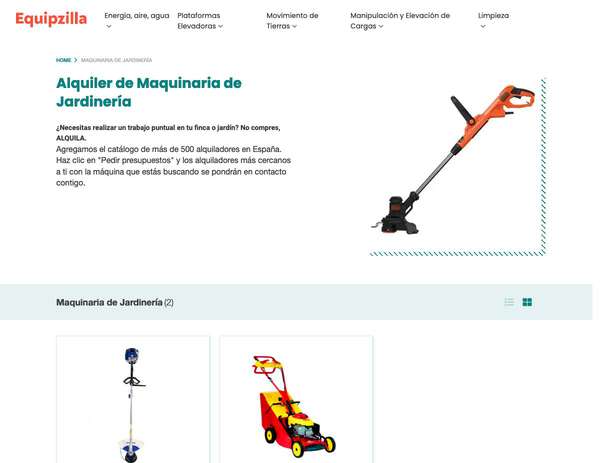 Equipzilla
Energía, aire, agua
Plataformas
Elevadoras
Movimiento de
Tierras
Manipulación y Elevación de
Cargas
Limpieza
HOME > MAQUINARIA DE JARDINERÍA
Alquiler de Maquinaria de
Jardinería
¿Necesitas realizar un trabajo puntual en tu finca o jardín? No compres,
ALQUILA.
Agregamos el catálogo de más de 500 alquiladores en España.
Haz clic en "Pedir presupuestos" y los alquiladores más cercanos
a ti con la máquina que estás buscando se pondrán en contacto
contigo.
Maquinaria de Jardinería (2)